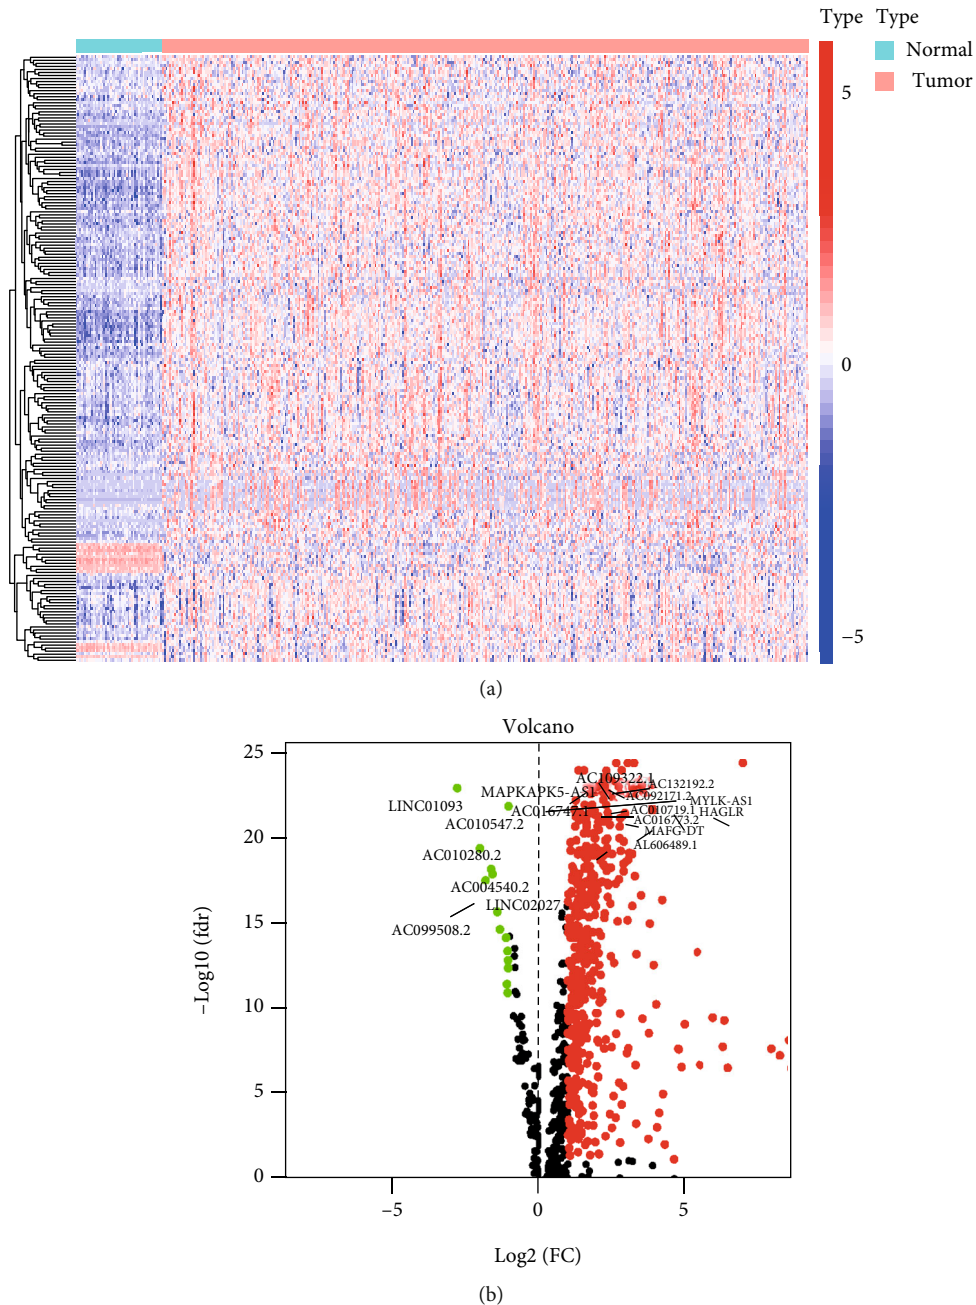 Type Type
Normal
Tumor
5
0
−5
(a)
Volcano
25
20
15
10
5
0
−Log10 (fdr)
AC109322.1
AC132192.2
MAPKAPK5-AS1
AC092171.2
MYLK-AS1
LINC01093
AC016747.1
AC010719.1
HAGLR
AC010547.2
AC016773.2
MAFG-DT
AC010280.2
AL606489.1
AC004540.2
LINC02027
AC099508.2
−5
0
5
Log2 (FC)
(b)